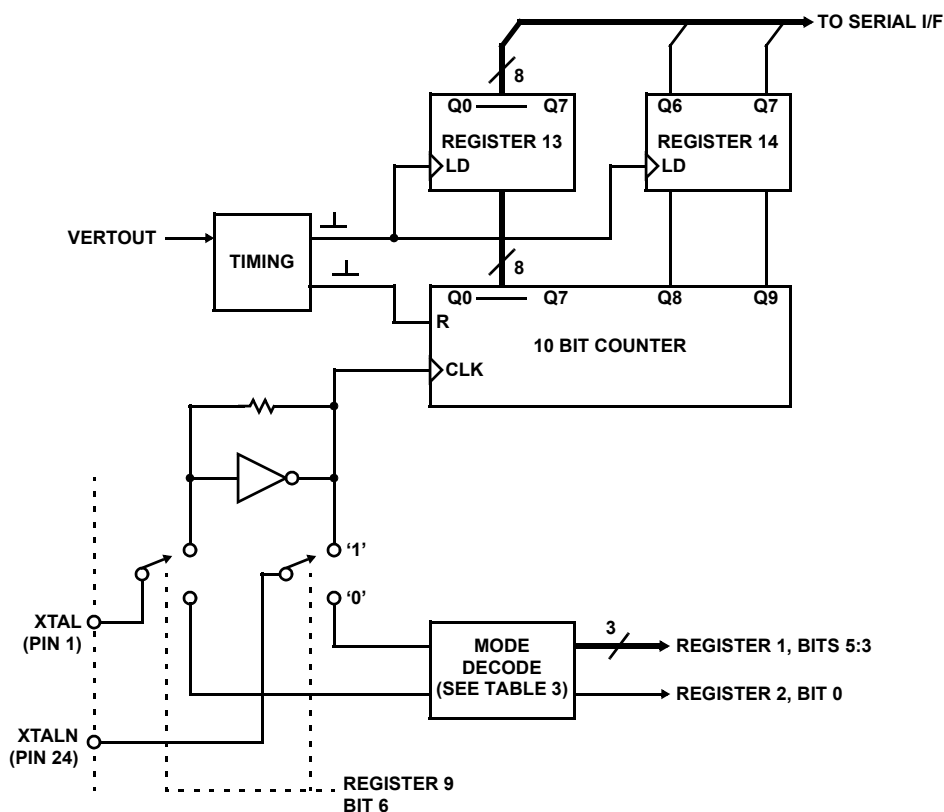 TO SERIAL I/F
8
Q0 Q7
REGISTER 13
LD
Q6 Q7
REGISTER 14
LD
VERTOUT
TIMING
8
Q0 Q7 Q8 Q9
R
10 BIT COUNTER
CLK
‘1’
‘0’
XTAL
(PIN 1)
MODE
DECODE
(SEE TABLE 3)
3
REGISTER 1, BITS 5:3
REGISTER 2, BIT 0
XTALN
(PIN 24)
REGISTER 9
BIT 6